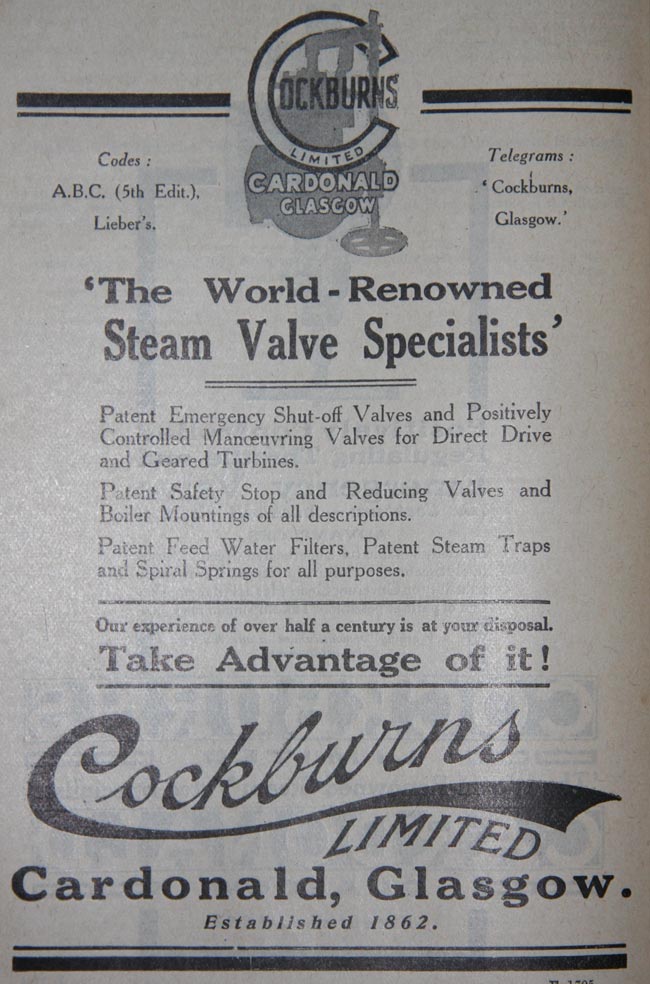 COCKBURNS
LIMITED
CARDONALD
GLASGOW
Codes :
A.B.C. (5th Edit.),
Lieber's.
Telegrams :
'Cockburns,
Glasgow.'
'The World-Renowned
Steam Valve Specialists'
Patent Emergency Shut-off Valves and Positively
Controlled Manœuvring Valves for Direct Drive
and Geared Turbines.
Patent Safety Stop and Reducing Valves and
Boiler Mountings of all descriptions.
Patent Feed Water Filters, Patent Steam Traps
and Spiral Springs for all purposes.
Our experience of over half a century is at your disposal.
Take Advantage of it!
Cockburns
LIMITED
Cardonald, Glasgow.
Established 1862.